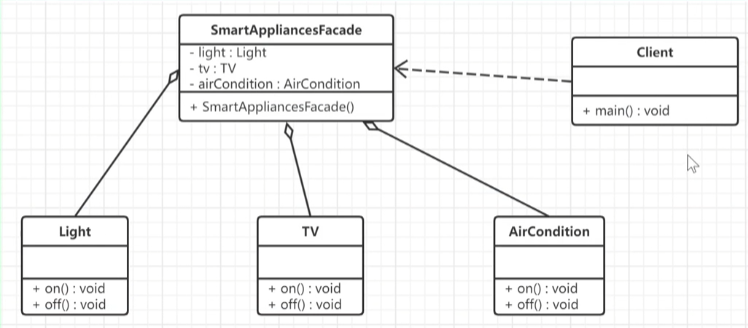 SmartAppliancesFacade
- light : Light
- tv : TV
- airCondition : AirCondition
+ SmartAppliancesFacade()
Client
+ main() : void
Light
+ on() : void
+ off() : void
TV
+ on() : void
+ off() : void
AirCondition
+ on() : void
+ off() : void